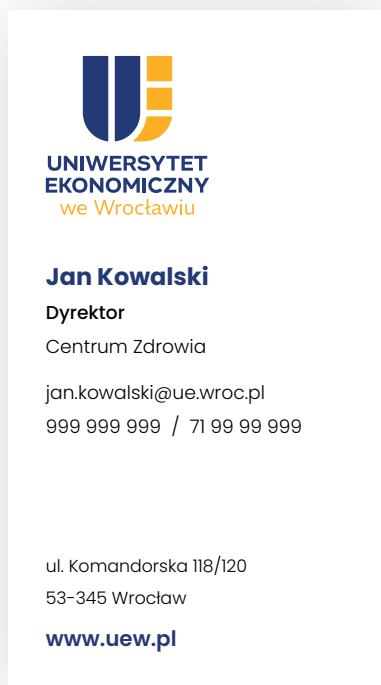 UNIWERSYTET
EKONOMICZNY
we Wrocławiu
Jan Kowalski
Dyrektor
Centrum Zdrowia
jan.kowalski@ue.wroc.pl
999 999 999 / 71 99 99 999
ul. Komandorska 118/120
53-345 Wrocław
www.uew.pl